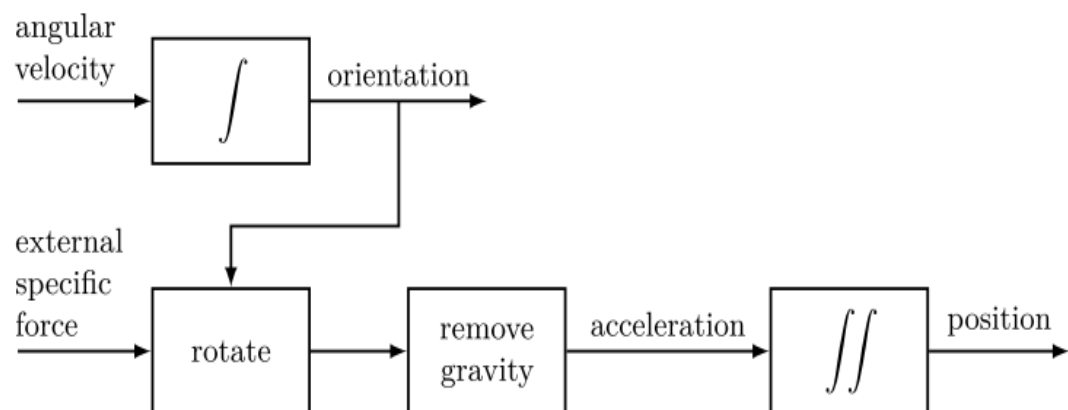 angular
velocity
∫
orientation
external
specific
force
rotate
remove
gravity
acceleration
∬
position